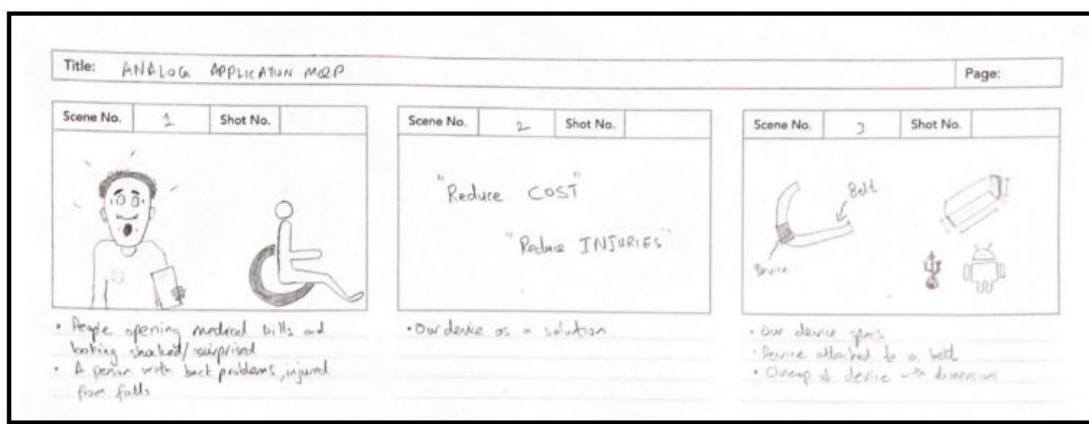 Title: ANALOG APPLICATION MQP
Page:
Scene No. 1 Shot No.
Scene No. 2 Shot No.
Scene No. 3 Shot No.
"Reduce COST"
"Reduce INJURIES"
Belt
Device
• People opening medical bills and
looking shocked/surprised
• A person with back problems, injured
from falls
• Our device as a solution
• Our device specs
• Device attached to a belt
• Closeup of device with dimension